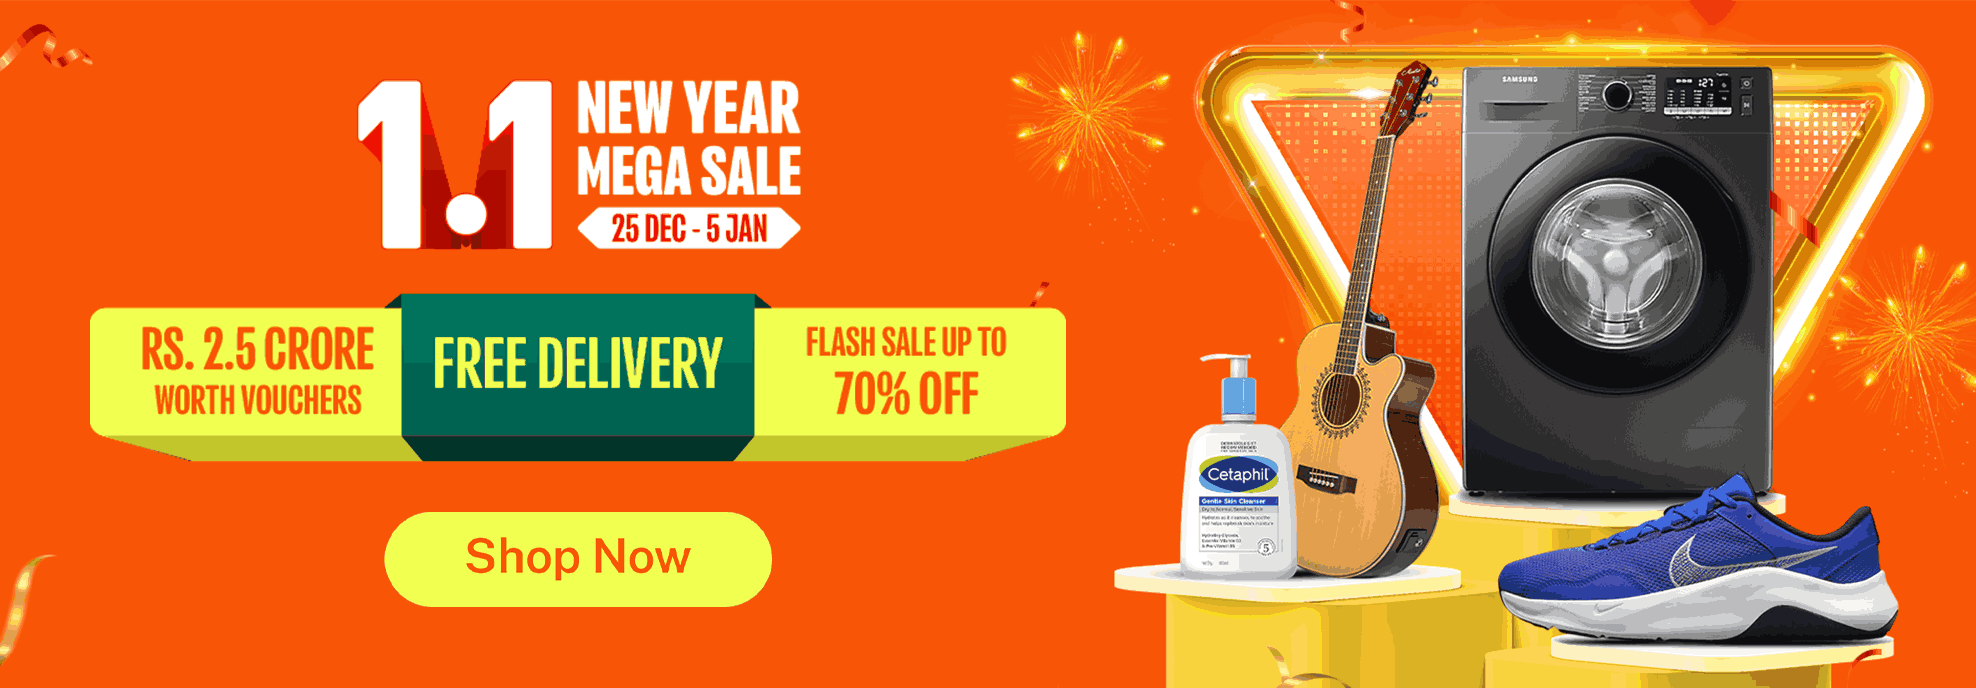 1.1
NEW YEAR
MEGA SALE
25 DEC - 5 JAN
RS. 2.5 CRORE
WORTH VOUCHERS
FREE DELIVERY
FLASH SALE UP TO
70% OFF
Shop Now
SAMSUNG
Cetaphil
Gentle Skin Cleanser